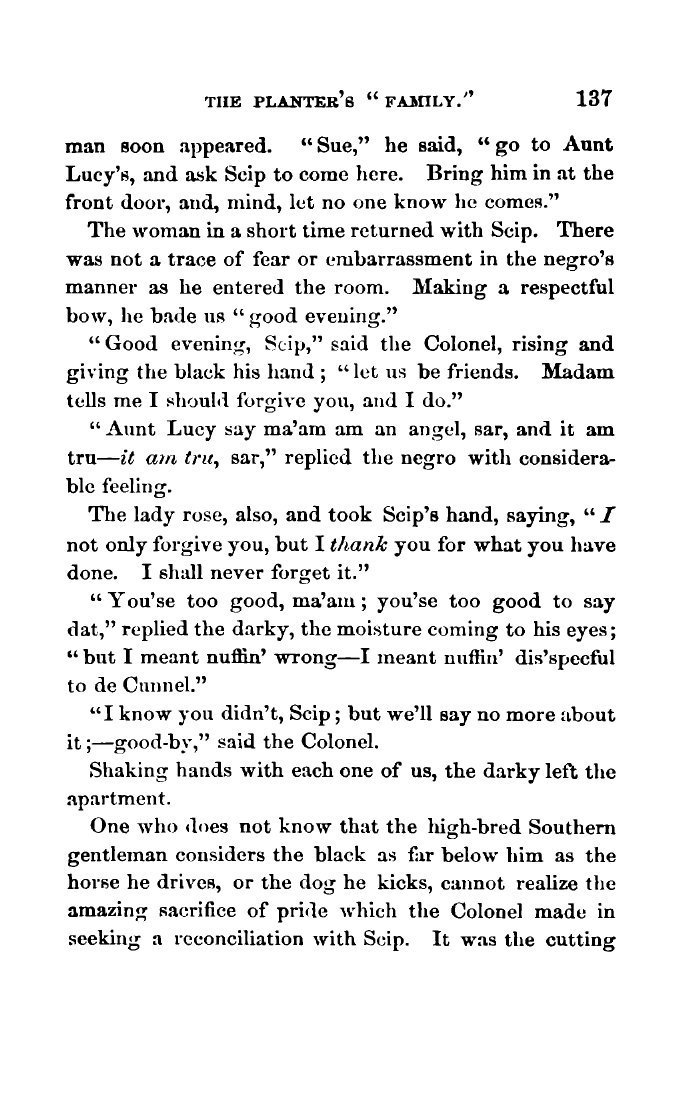 THE PLANTER'S "FAMILY." 137
man soon appeared. "Sue," he said, "go to Aunt
Lucy's, and ask Scip to come here. Bring him in at the
front door, and, mind, let no one know he comes."
The woman in a short time returned with Scip. There
was not a trace of fear or embarrassment in the negro's
manner as he entered the room. Making a respectful
bow, he bade us "good evening."
"Good evening, Scip," said the Colonel, rising and
giving the black his hand; "let us be friends. Madam
tells me I should forgive you, and I do."
"Aunt Lucy say ma'am am an angel, sar, and it am
tru—it am tru, sar," replied the negro with considera-
ble feeling.
The lady rose, also, and took Scip's hand, saying, "I
not only forgive you, but I thank you for what you have
done. I shall never forget it."
"You'se too good, ma'am; you'se too good to say
dat," replied the darky, the moisture coming to his eyes;
"but I meant nuffin' wrong—I meant nuffin' dis'specful
to de Cunnel."
"I know you didn't, Scip; but we'll say no more about
it;—good-by," said the Colonel.
Shaking hands with each one of us, the darky left the
apartment.
One who does not know that the high-bred Southern
gentleman considers the black as far below him as the
horse he drives, or the dog he kicks, cannot realize the
amazing sacrifice of pride which the Colonel made in
seeking a reconciliation with Scip. It was the cutting